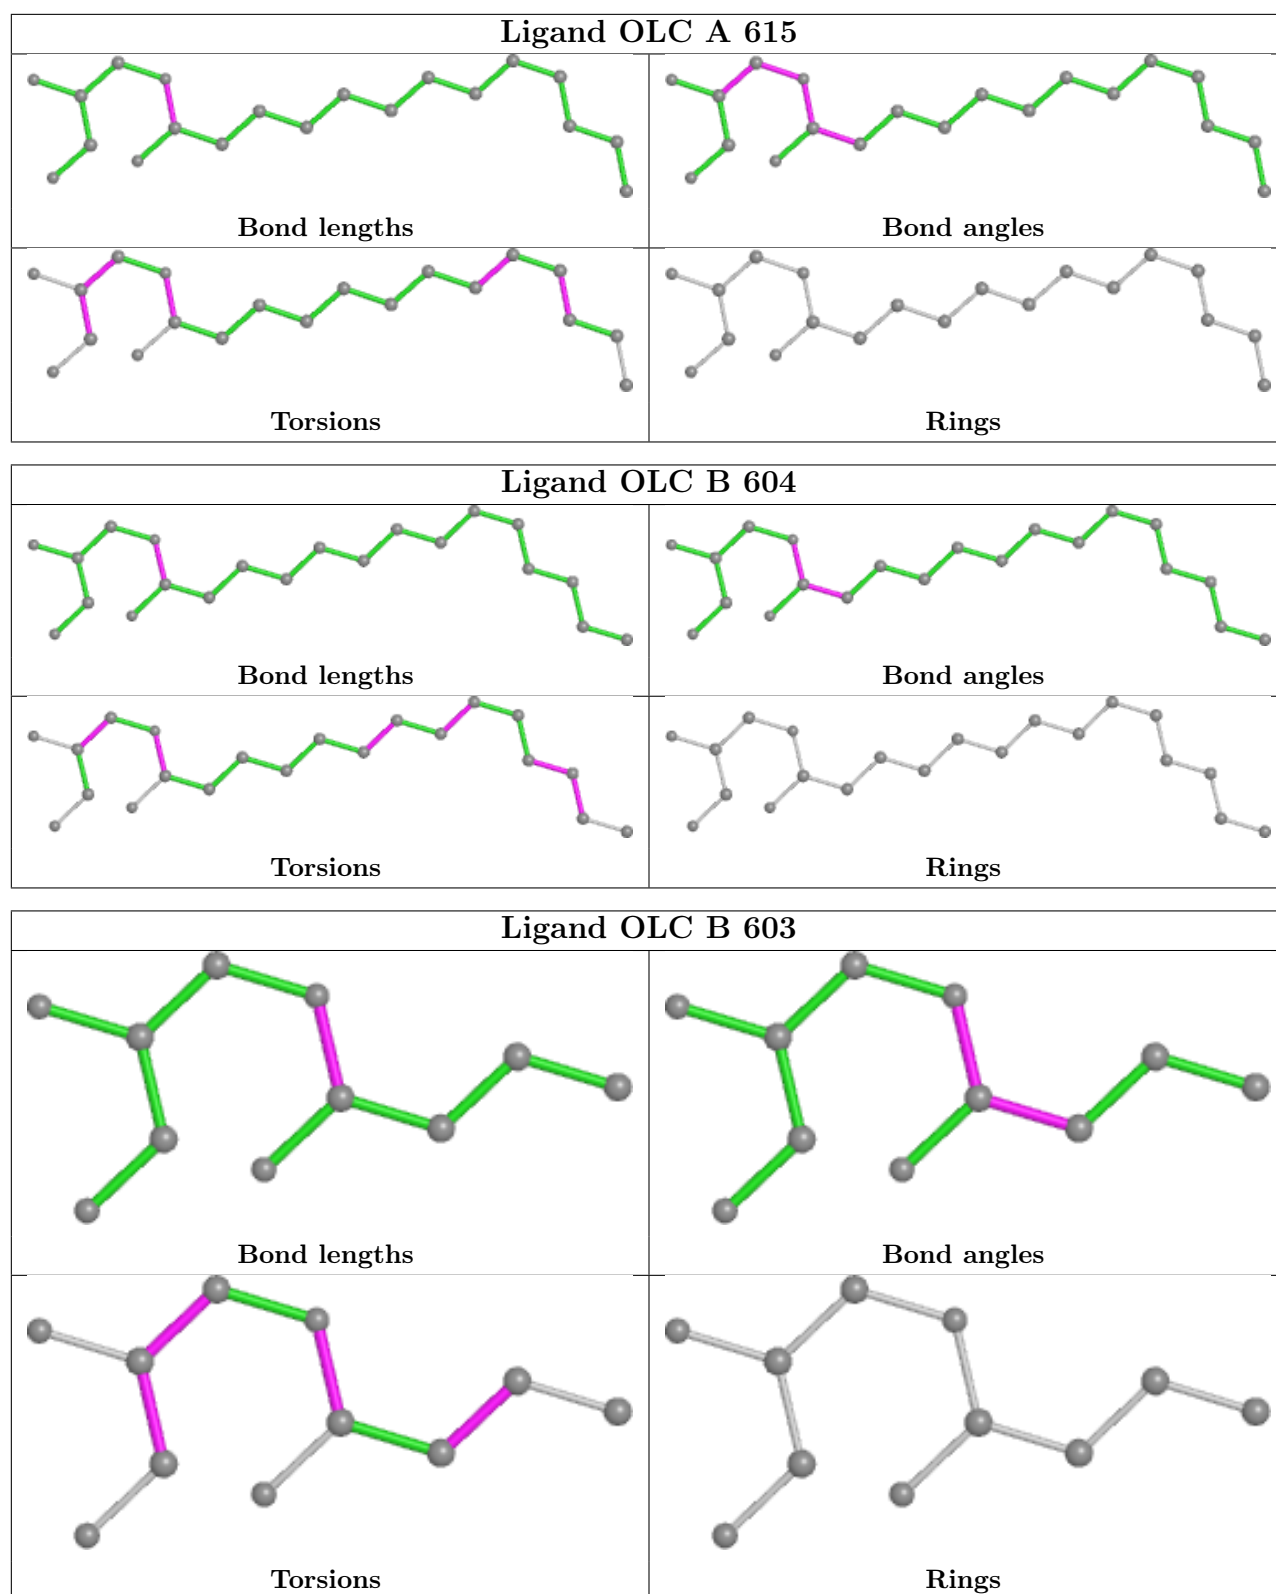 Ligand OLC A 615
Bond lengths
Bond angles
Torsions
Rings
Ligand OLC B 604
Bond lengths
Bond angles
Torsions
Rings
Ligand OLC B 603
Bond lengths
Bond angles
Torsions
Rings